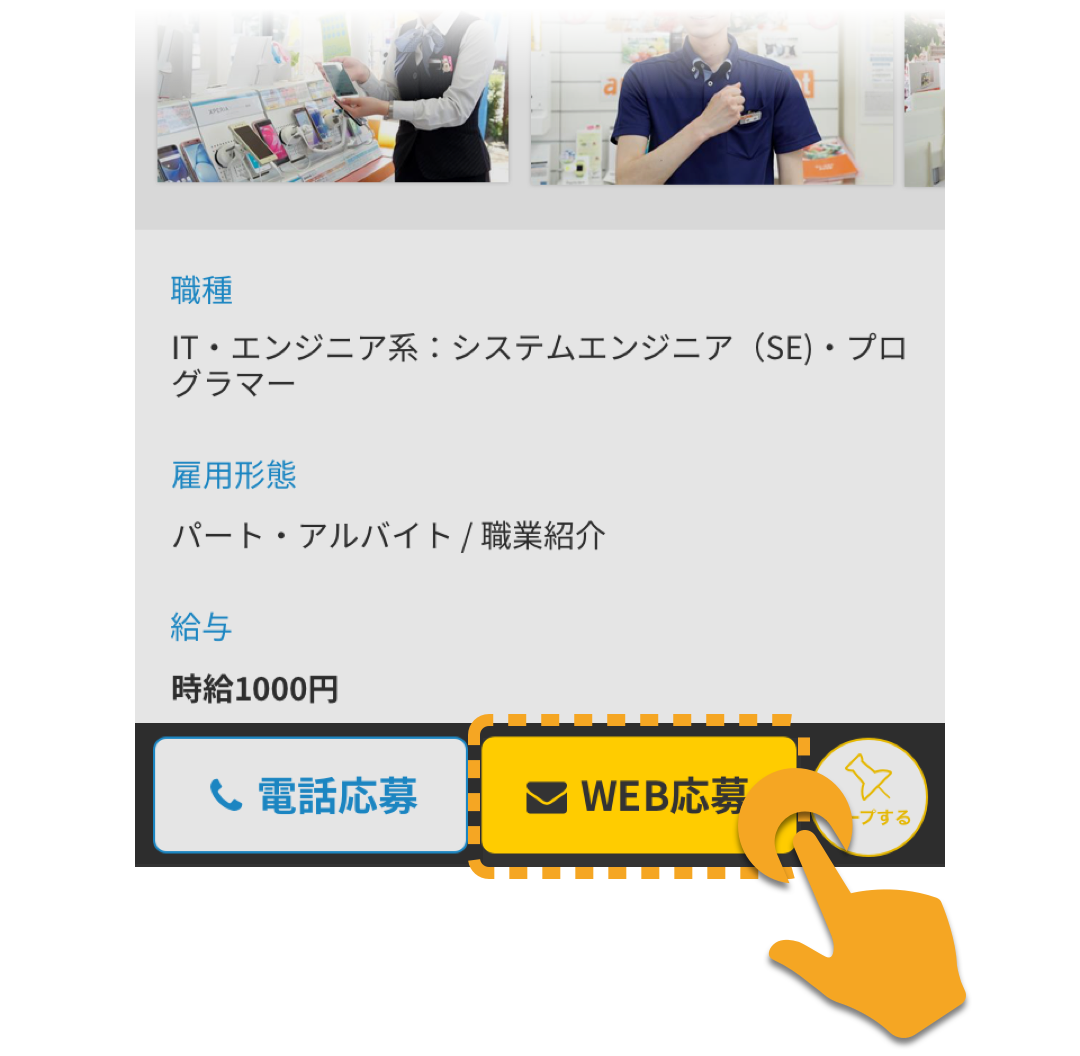 職種
IT・エンジニア系：システムエンジニア（SE)・プロ
グラマー
雇用形態
パート・アルバイト / 職業紹介
給与
時給1000円
電話応募
WEB応募
ープする